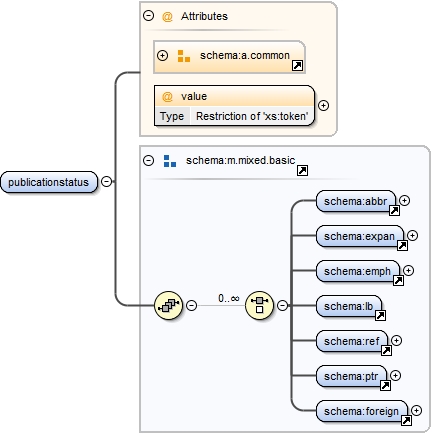 @ Attributes
schema:a.common
@ value
Type Restriction of 'xs:token'
schema:m.mixed.basic
publicationstatus
0..∞
schema:abbr
schema:expan
schema:emph
schema:lb
schema:ref
schema:ptr
schema:foreign